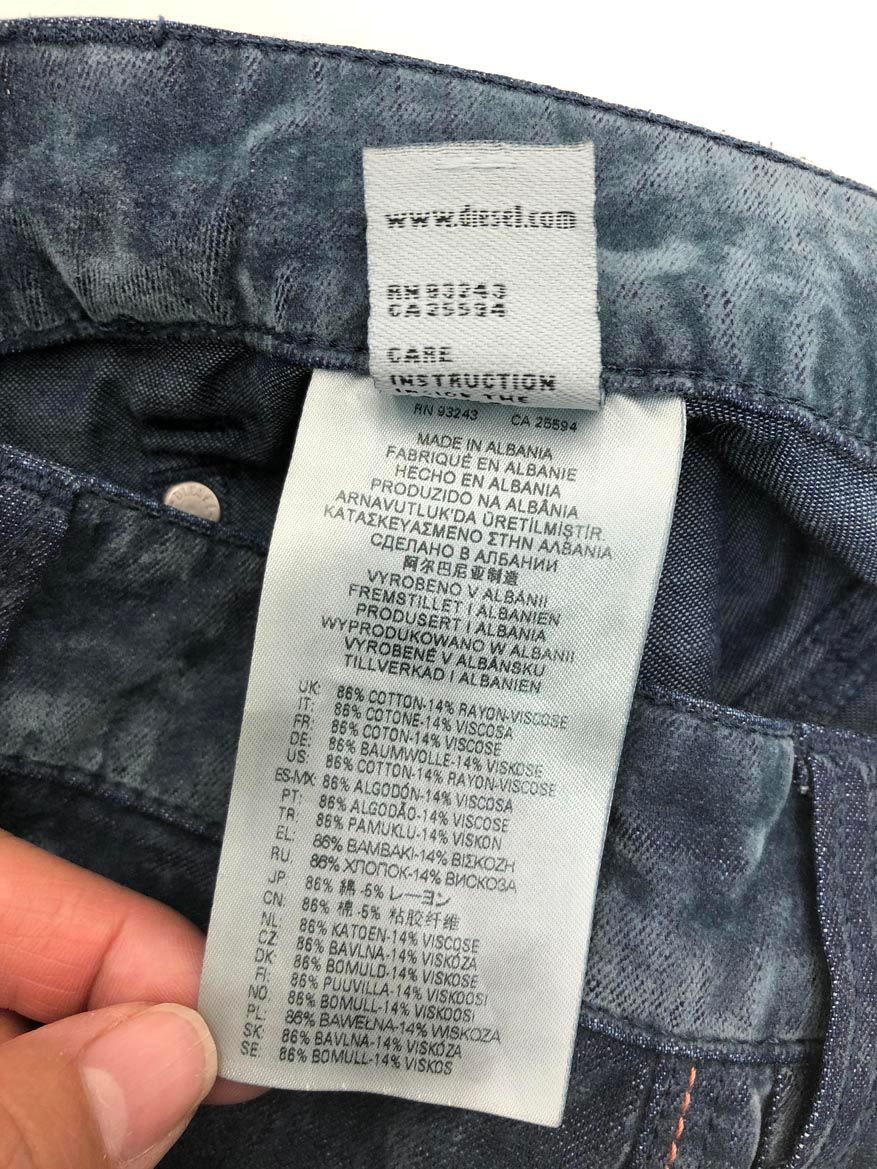 www.diesel.com
RN 93243
CA 25594
CARE
INSTRUCTION
INSIDE THE
RN 93243 CA 25594
MADE IN ALBANIA
FABRIQUÉ EN ALBANIE
HECHO EN ALBANIA
PRODUZIDO NA ALBÂNIA
ARNAVUTLUK'DA ÜRETİLMİŞTİR.
ΚΑΤΑΣΚΕΥΑΣΜΕΝΟ ΣΤΗΝ ΑΛΒΑΝΙΑ
СДЕЛАНО В АЛБАНИИ
阿尔巴尼亚制造
VYROBENO V ALBÁNII
FREMSTILLET I ALBANIEN
PRODUSERT I ALBANIA
WYPRODUKOWANO W ALBANII
VYROBENÉ V ALBÁNSKU
TILLVERKAD I ALBANIEN
UK: 86% COTTON-14% RAYON-VISCOSE
IT: 86% COTONE-14% VISCOSA
FR: 86% COTON-14% VISCOSE
DE: 86% BAUMWOLLE-14% VISKOSE
US: 86% COTTON-14% RAYON-VISCOSE
ES-MX: 86% ALGODÓN-14% VISCOSA
PT: 86% ALGODÃO-14% VISCOSE
TR: 86% PAMUKLU-14% VISKON
EL: 86% ΒΑΜΒΑΚΙ-14% ΒΙΣΚΟΖΗ
RU: 86% ХЛОПОК-14% ВИСКОЗА
JP: 86% 綿 -5% レーヨン
CN: 86% 棉 -5% 粘胶纤维
NL: 86% KATOEN-14% VISCOSE
CZ: 86% BAVLNA-14% VISKÓZA
DK: 86% BOMULD-14% VISKOSE
FI: 86% PUUVILLA-14% VISKOOSI
NO: 86% BOMULL-14% VISKOOSI
PL: 86% BAWEŁNA-14% WISKOZA
SK: 86% BAVLNA-14% VISKÓZA
SE: 86% BOMULL-14% VISKOS